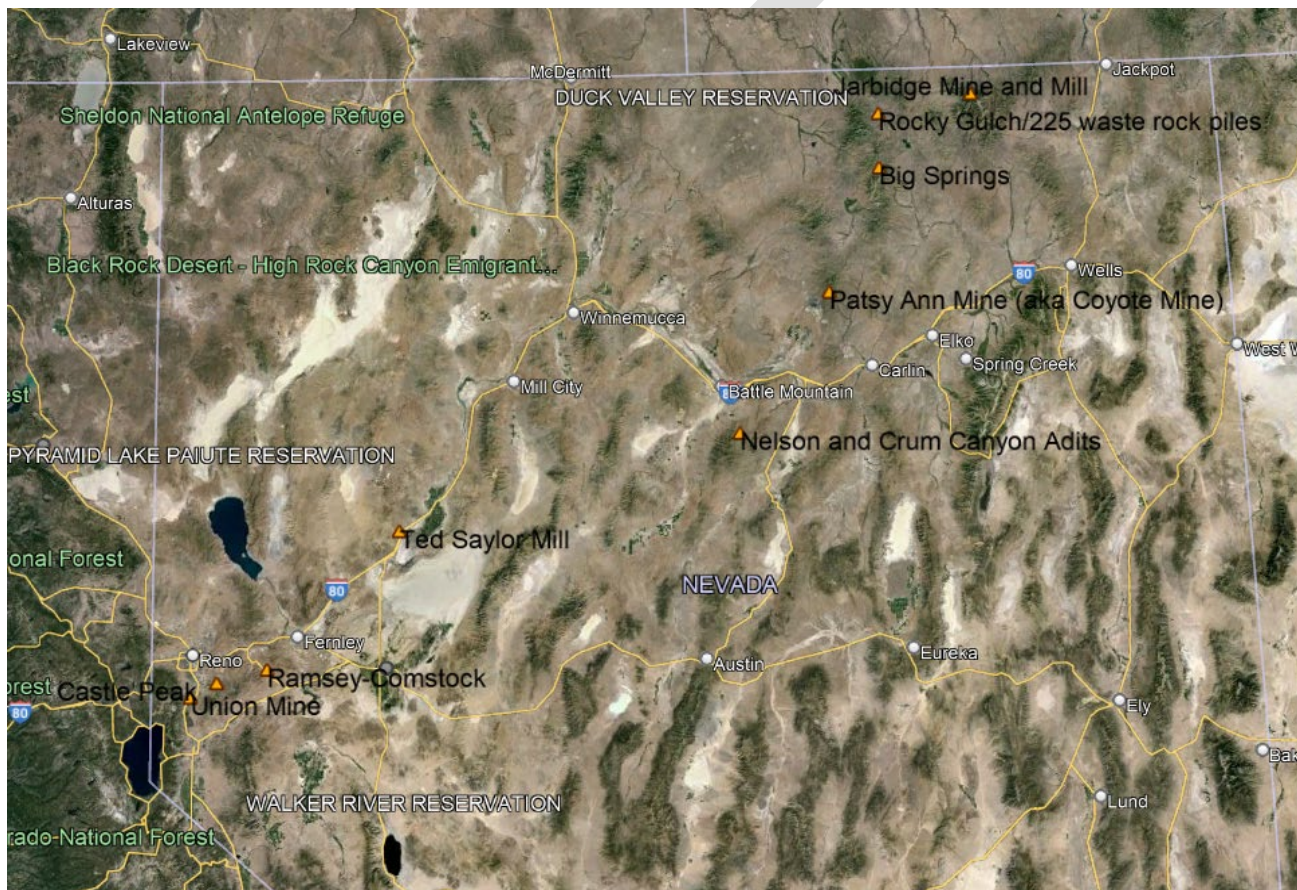 Lakeview
McDermitt
Jackpot
Jarbidge Mine and Mill
DUCK VALLEY RESERVATION
Sheldon National Antelope Refuge
Rocky Gulch/225 waste rock piles
Big Springs
Alturas
Black Rock Desert - High Rock Canyon Emigrant...
80
Wells
Patsy Ann Mine (aka Coyote Mine)
Winnemucca
Elko
West W
Spring Creek
Carlin
Mill City
80
Battle Mountain
est
Nelson and Crum Canyon Adits
PYRAMID LAKE PAIUTE RESERVATION
Ted Saylor Mill
onal Forest
NEVADA
80
Fernley
Reno
Eureka
Austin
Ramsey-Comstock
orest
Castle Peak
Union Mine
80
Ely
Bak
WALKER RIVER RESERVATION
Lund
rado National Forest